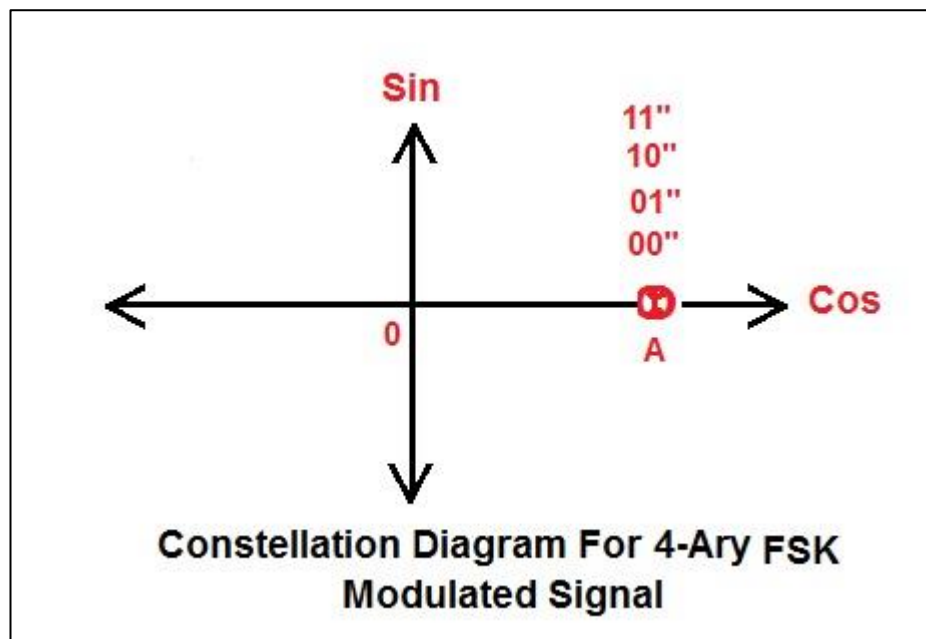 Sin
11"
10"
01"
00"
Cos
0
A
Constellation Diagram For 4-Ary FSK
Modulated Signal